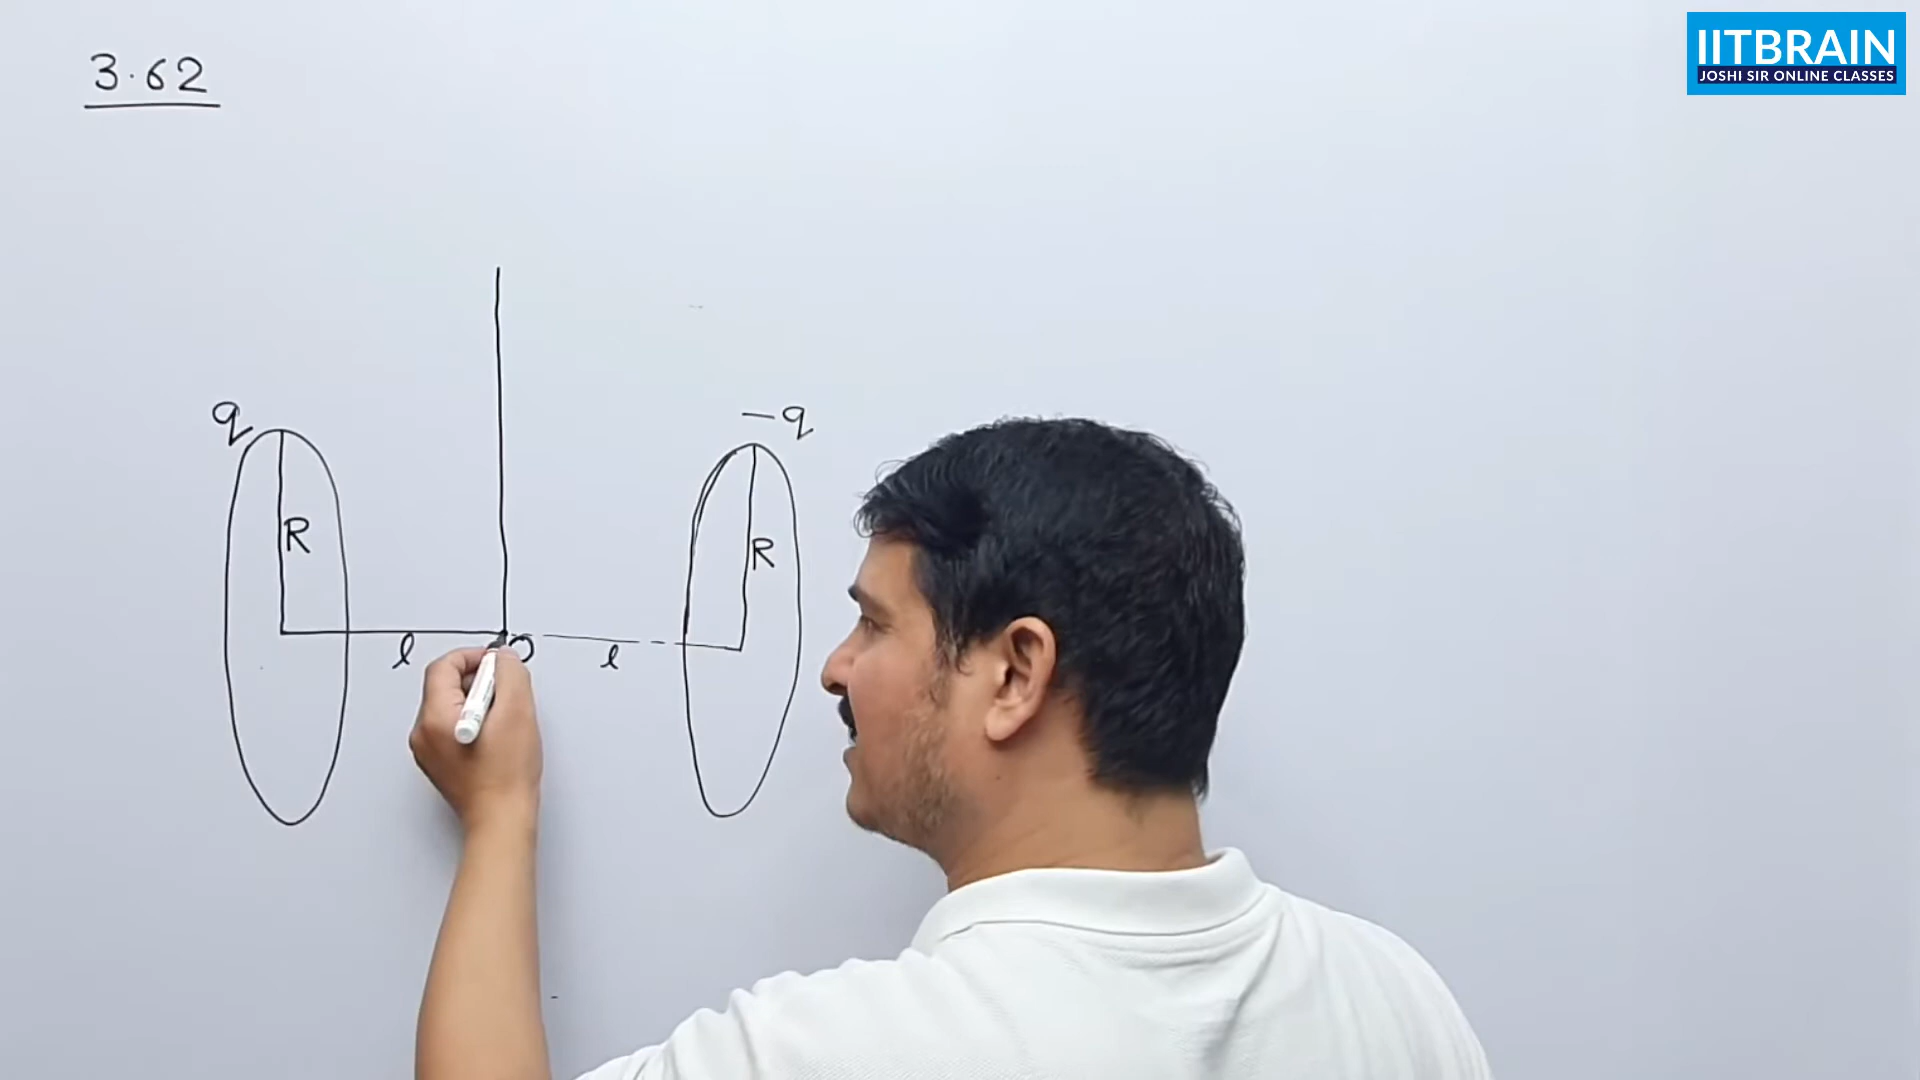 3.62
IITBRAIN
JOSHI SIR ONLINE CLASSES
q
-q
R
R
l
O
l